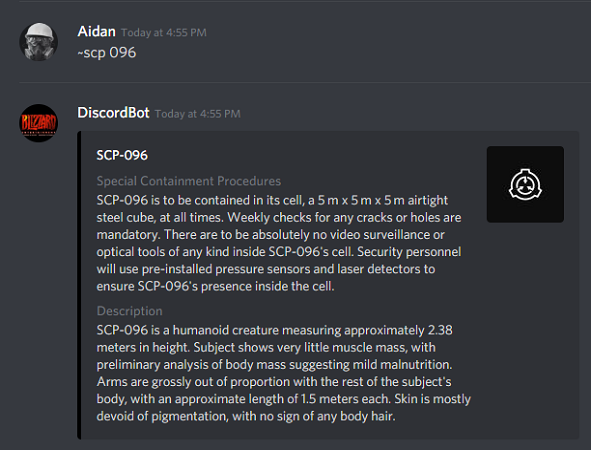 Aidan Today at 4:55 PM
~scp 096
DiscordBot Today at 4:55 PM
BLIZZARD
SCP-096
Special Containment Procedures
SCP-096 is to be contained in its cell, a 5 m x 5 m x 5 m airtight
steel cube, at all times. Weekly checks for any cracks or holes are
mandatory. There are to be absolutely no video surveillance or
optical tools of any kind inside SCP-096's cell. Security personnel
will use pre-installed pressure sensors and laser detectors to
ensure SCP-096's presence inside the cell.
Description
SCP-096 is a humanoid creature measuring approximately 2.38
meters in height. Subject shows very little muscle mass, with
preliminary analysis of body mass suggesting mild malnutrition.
Arms are grossly out of proportion with the rest of the subject's
body, with an approximate length of 1.5 meters each. Skin is mostly
devoid of pigmentation, with no sign of any body hair.